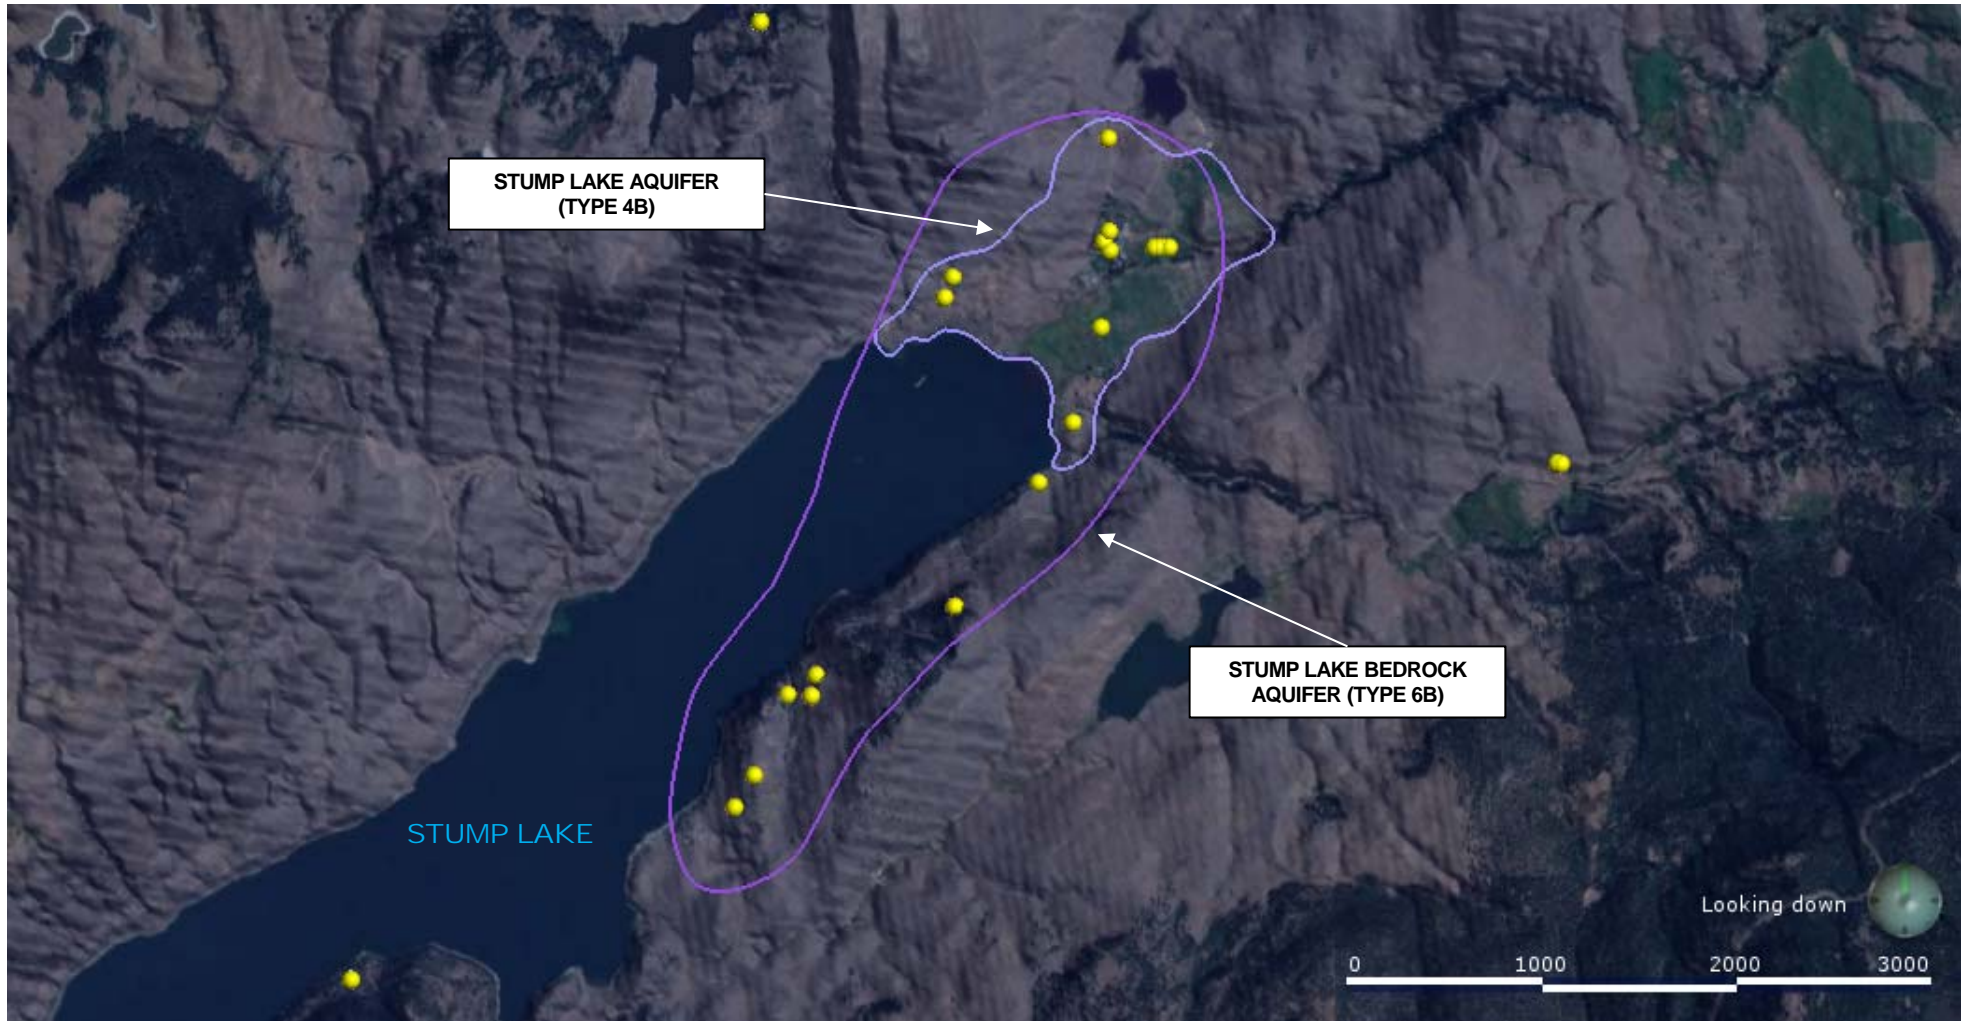 STUMP LAKE AQUIFER
(TYPE 4B)
STUMP LAKE BEDROCK
AQUIFER (TYPE 6B)
STUMP LAKE
Looking down
0 1000 2000 3000